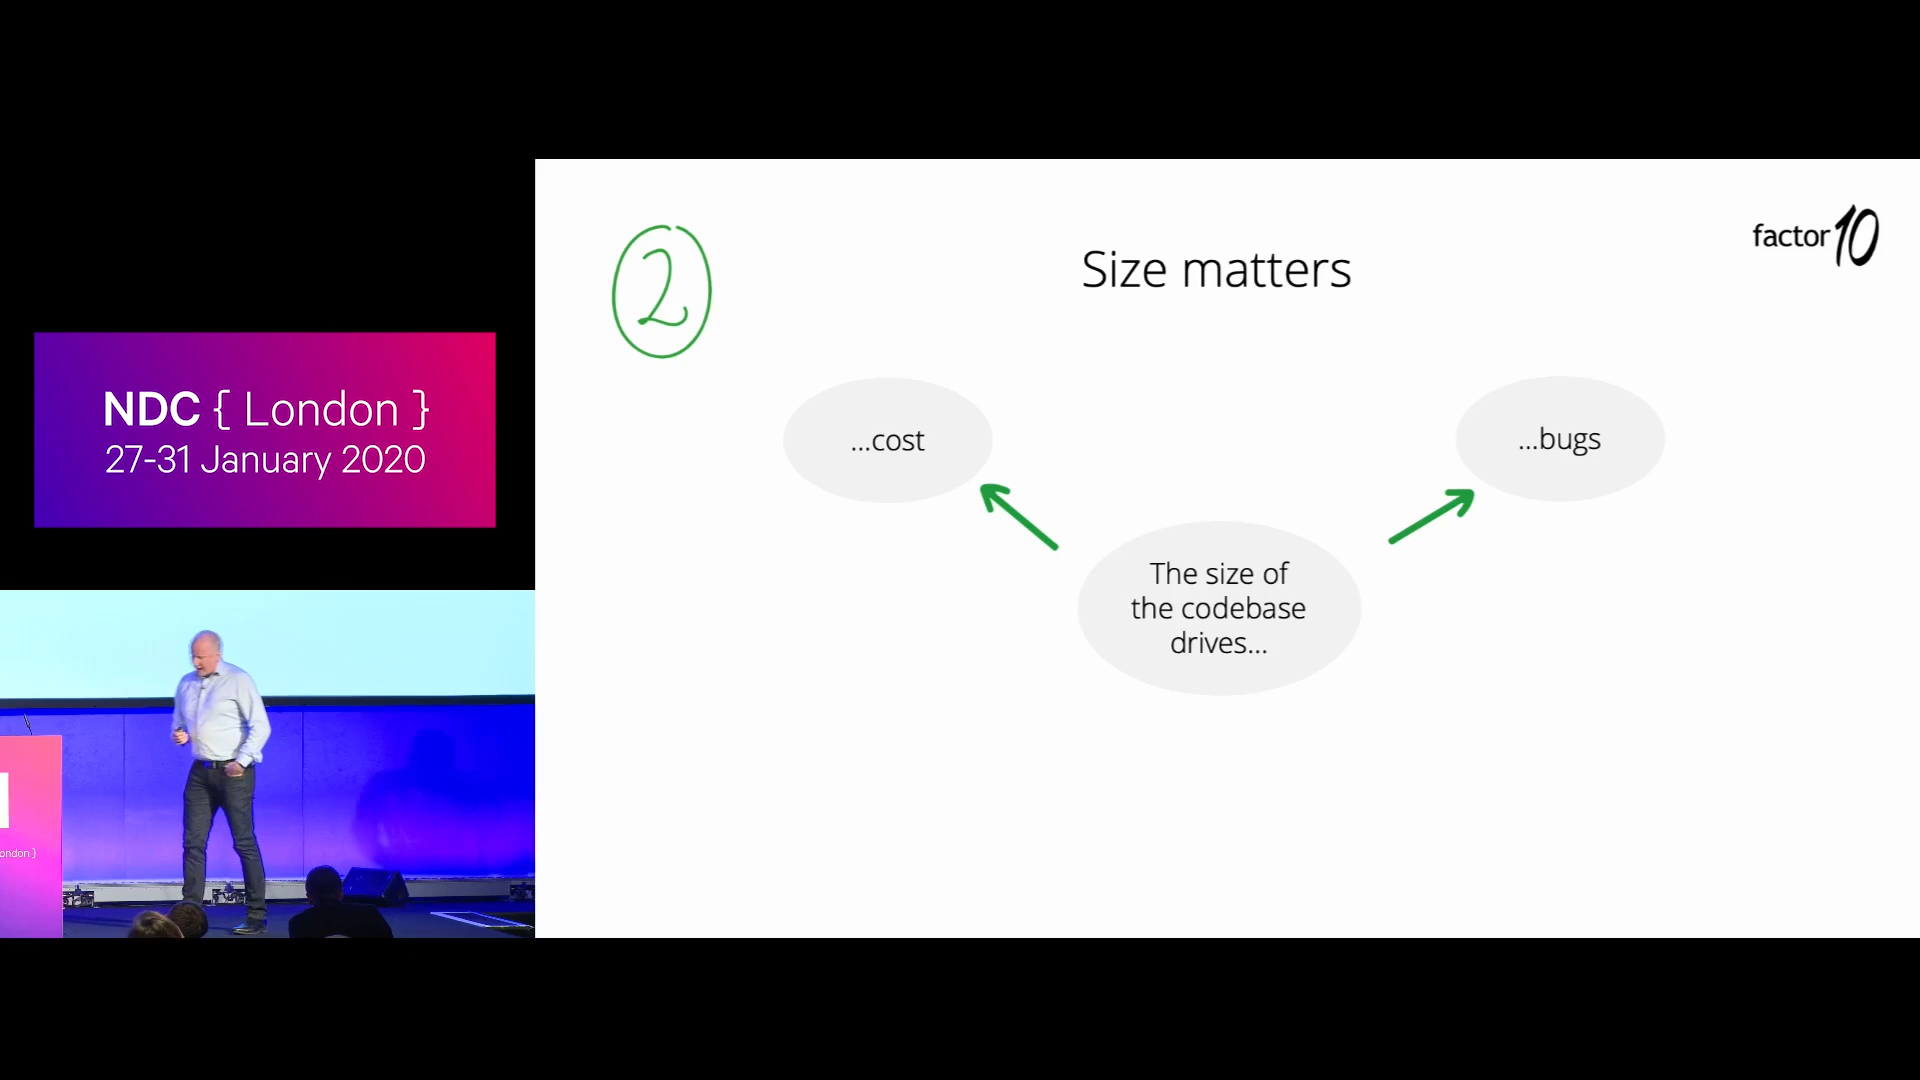 NDC { London }
27-31 January 2020
ondon }
2
Size matters
factor10
...cost
...bugs
The size of
the codebase
drives...